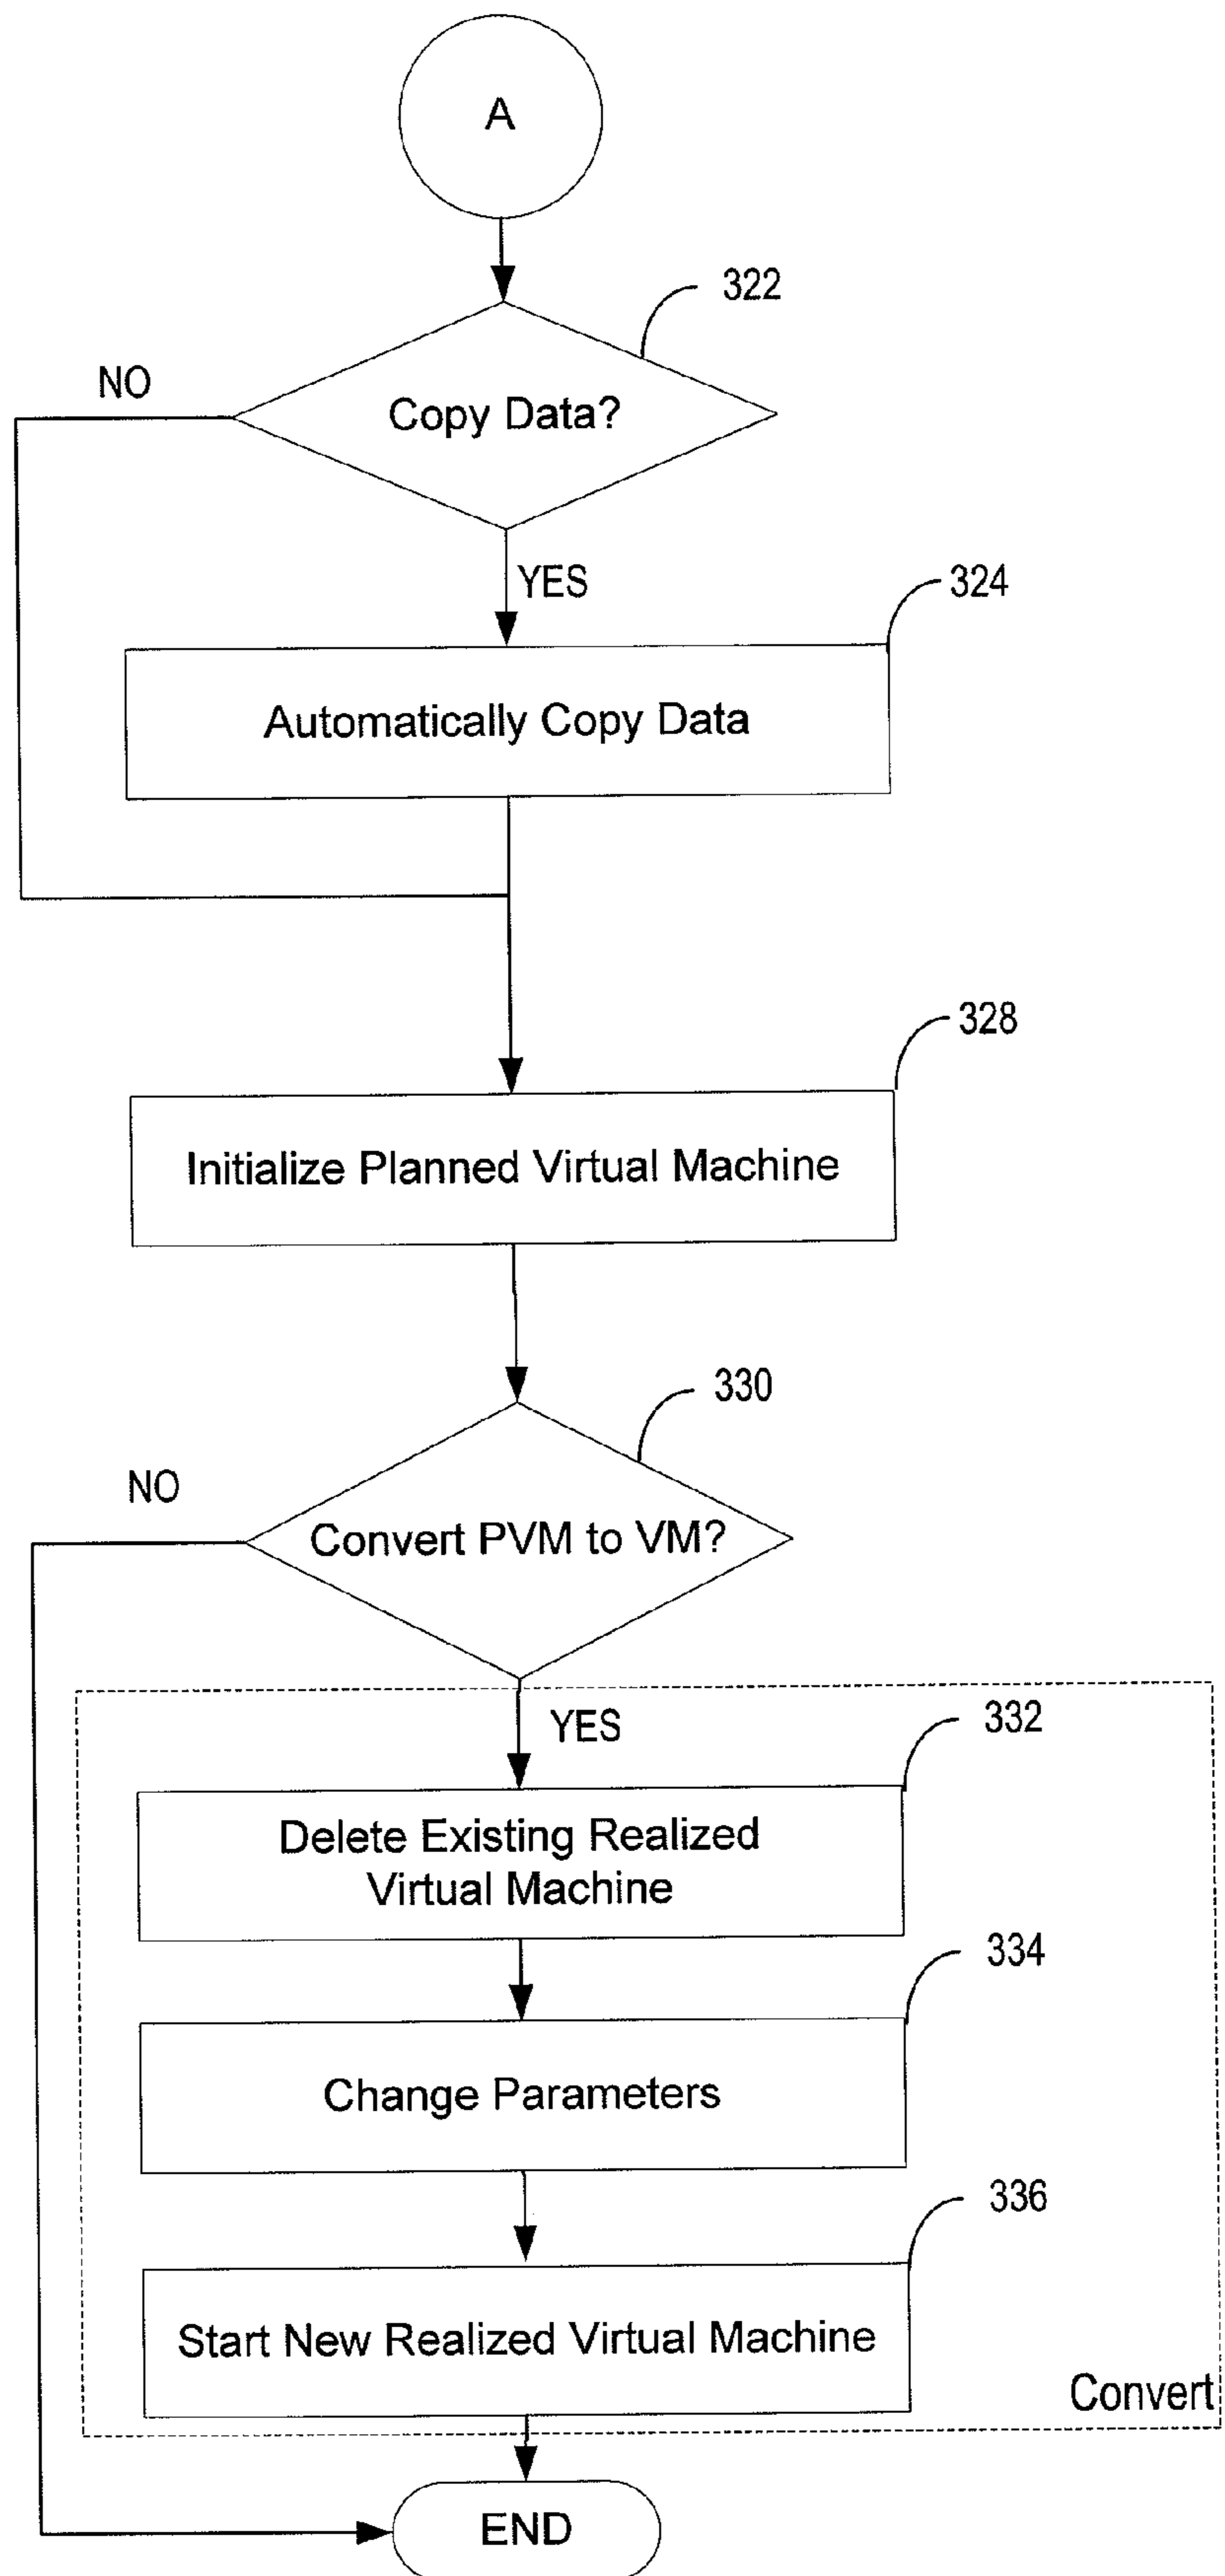 A
322
NO
Copy Data?
YES
324
Automatically Copy Data
328
Initialize Planned Virtual Machine
330
NO
Convert PVM to VM?
YES
332
Delete Existing Realized
Virtual Machine
334
Change Parameters
336
Start New Realized Virtual Machine
Convert
END